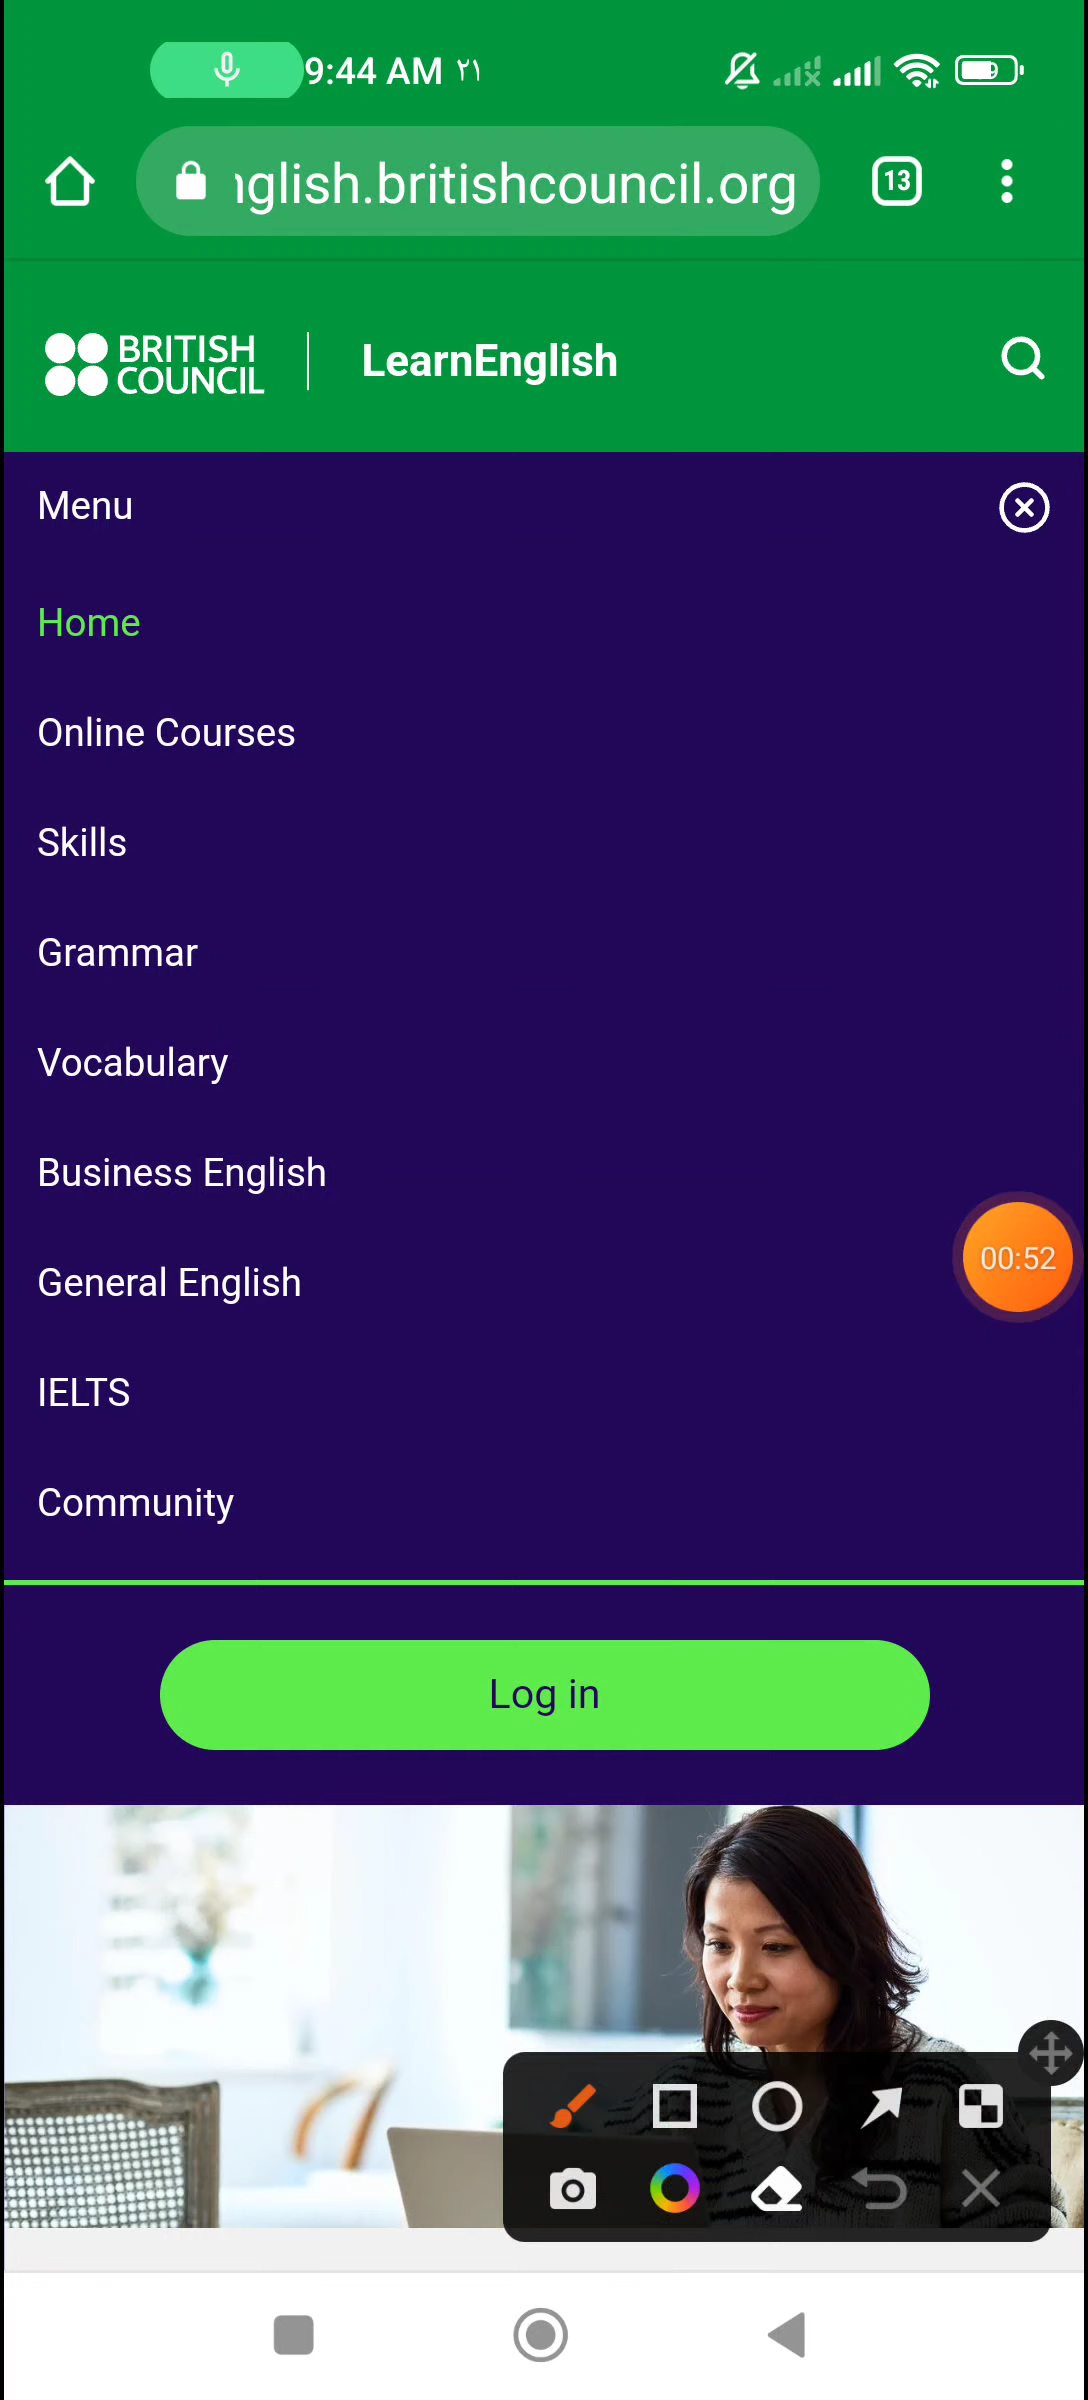 9:44 AM ٢١
nglish.britishcouncil.org
13
BRITISH
COUNCIL
LearnEnglish
Menu
Home
Online Courses
Skills
Grammar
Vocabulary
Business English
General English
00:52
IELTS
Community
Log in